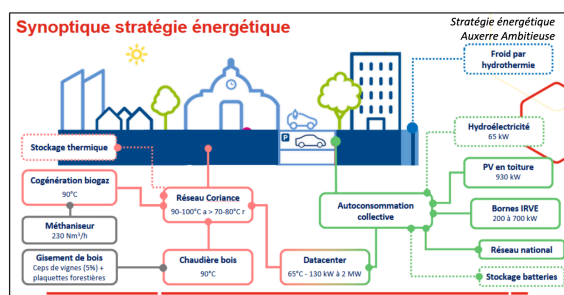 Synoptique stratégie énergétique
Stratégie énergétique
Auxerre Ambitieuse
Froid par
hydrothermie
P
Stockage thermique
Hydroélectricité
65 kW
Cogénération biogaz
90°C
PV en toiture
930 kW
Réseau Coriance
90-100°C a > 70-80°C r
Autoconsommation
collective
Bornes IRVE
200 à 700 kW
Méthaniseur
230 Nm³/h
Réseau national
Gisement de bois
Ceps de vignes (5%) +
plaquettes forestières
Chaudière bois
90°C
Datacenter
65°C - 130 kW à 2 MW
Stockage batteries